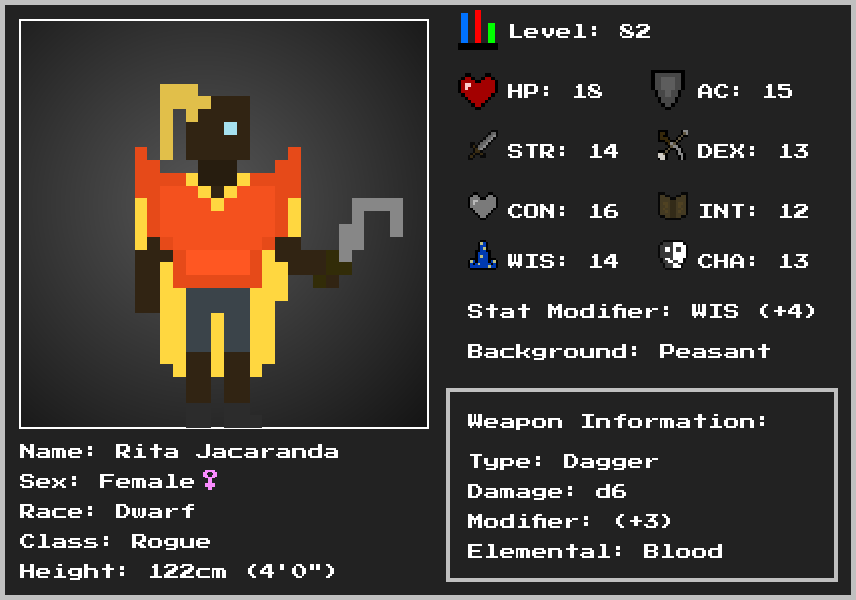 Level: 82
HP: 18 AC: 15
STR: 14 DEX: 13
CON: 16 INT: 12
WIS: 14 CHA: 13
Stat Modifier: WIS (+4)
Background: Peasant
Weapon Information:
Type: Dagger
Damage: d6
Modifier: (+3)
Elemental: Blood
Name: Rita Jacaranda
Sex: Female♀
Race: Dwarf
Class: Rogue
Height: 122cm (4'0")